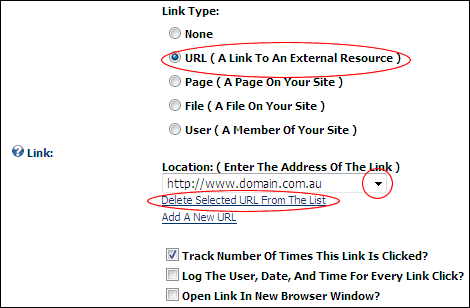 Link Type:
None
URL ( A Link To An External Resource )
Page ( A Page On Your Site )
File ( A File On Your Site )
User ( A Member Of Your Site )
Link:
Location: ( Enter The Address Of The Link )
http://www.domain.com.au
Delete Selected URL From The List
Add A New URL
Track Number Of Times This Link Is Clicked?
Log The User, Date, And Time For Every Link Click?
Open Link In New Browser Window?